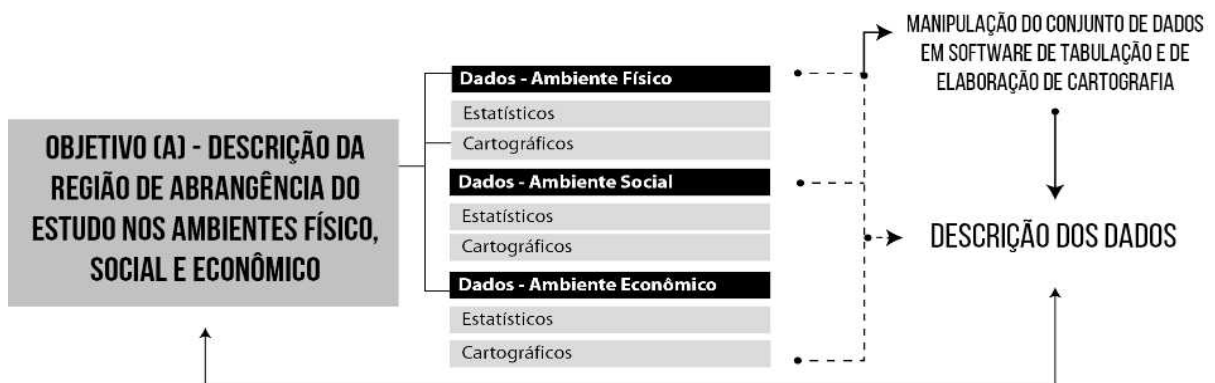 OBJETIVO (A) - DESCRIÇÃO DA
REGIÃO DE ABRANGÊNCIA DO
ESTUDO NOS AMBIENTES FÍSICO,
SOCIAL E ECONÔMICO
Dados - Ambiente Físico
Estatísticos
Cartográficos
Dados - Ambiente Social
Estatísticos
Cartográficos
Dados - Ambiente Econômico
Estatísticos
Cartográficos
MANIPULAÇÃO DO CONJUNTO DE DADOS
EM SOFTWARE DE TABULAÇÃO E DE
ELABORAÇÃO DE CARTOGRAFIA
DESCRIÇÃO DOS DADOS